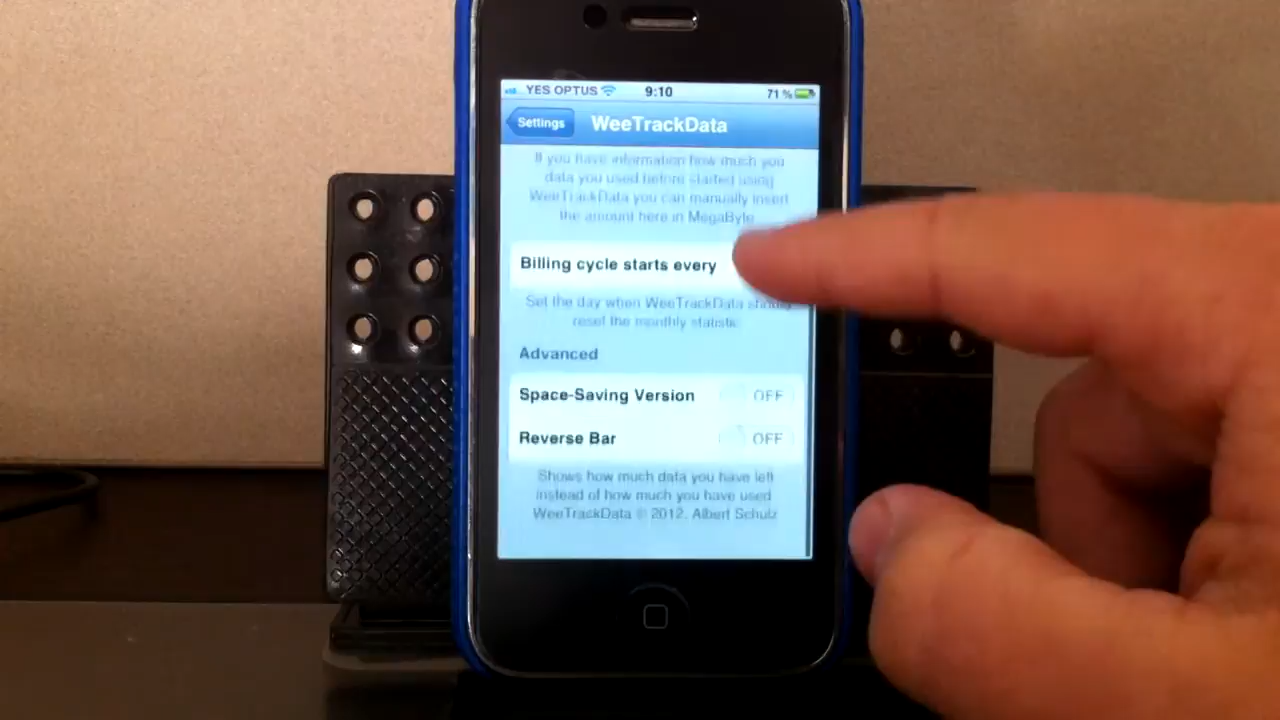 YES OPTUS 9:10 71 %
Settings WeeTrackData
If you have information how much you
data you used before started using
WeeTrackData you can manually insert
the amount here in MegaByte
Billing cycle starts every
Set the day when WeeTrackData should
reset the monthly statistic
Advanced
Space-Saving Version OFF
Reverse Bar OFF
Shows how much data you have left
instead of how much you have used
WeeTrackData © 2012. Albert Schulz